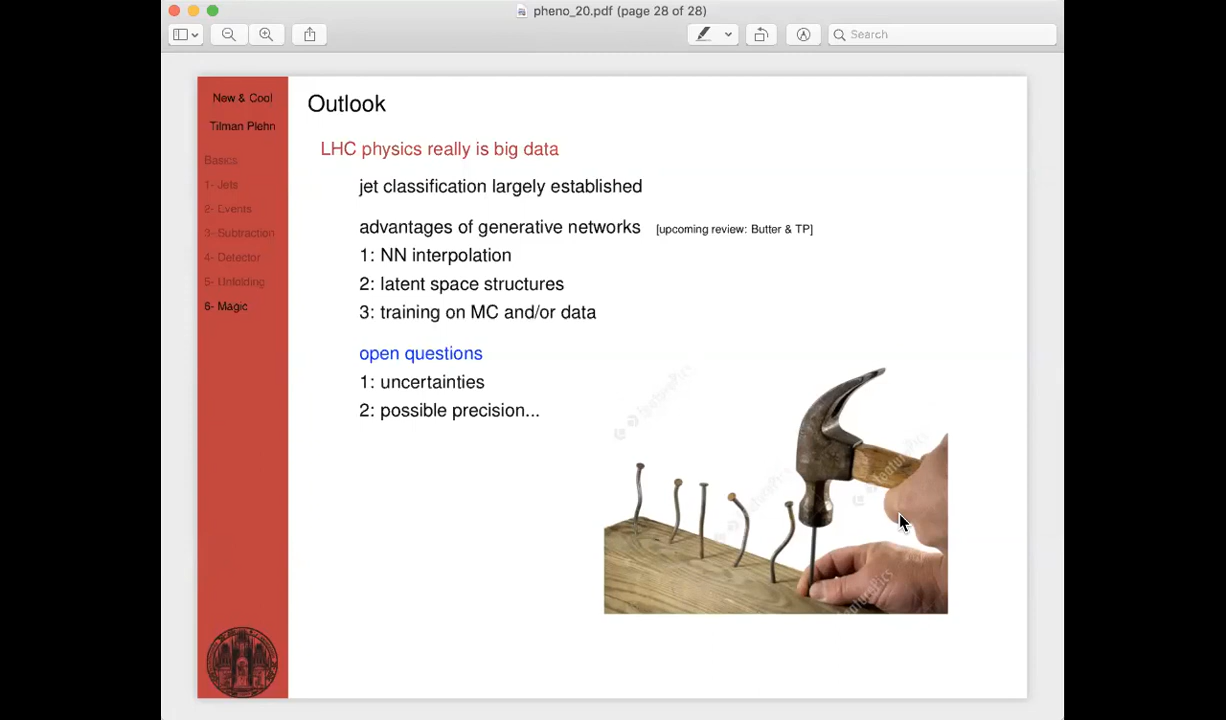 pheno_20.pdf (page 28 of 28)
Search
New & Cool
Tilman Plehn
Basics
1- Jets
2- Events
3- Subtraction
4- Detector
5- Unfolding
6- Magic
Outlook
LHC physics really is big data
jet classification largely established
advantages of generative networks [upcoming review: Butter & TP]
1: NN interpolation
2: latent space structures
3: training on MC and/or data
open questions
1: uncertainties
2: possible precision...